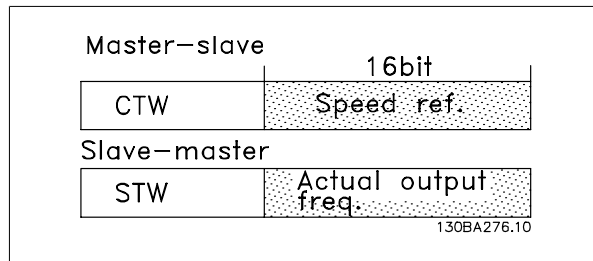 Master-slave
16bit
CTW
Speed ref.
Slave-master
STW
Actual output
freq.
130BA276.10